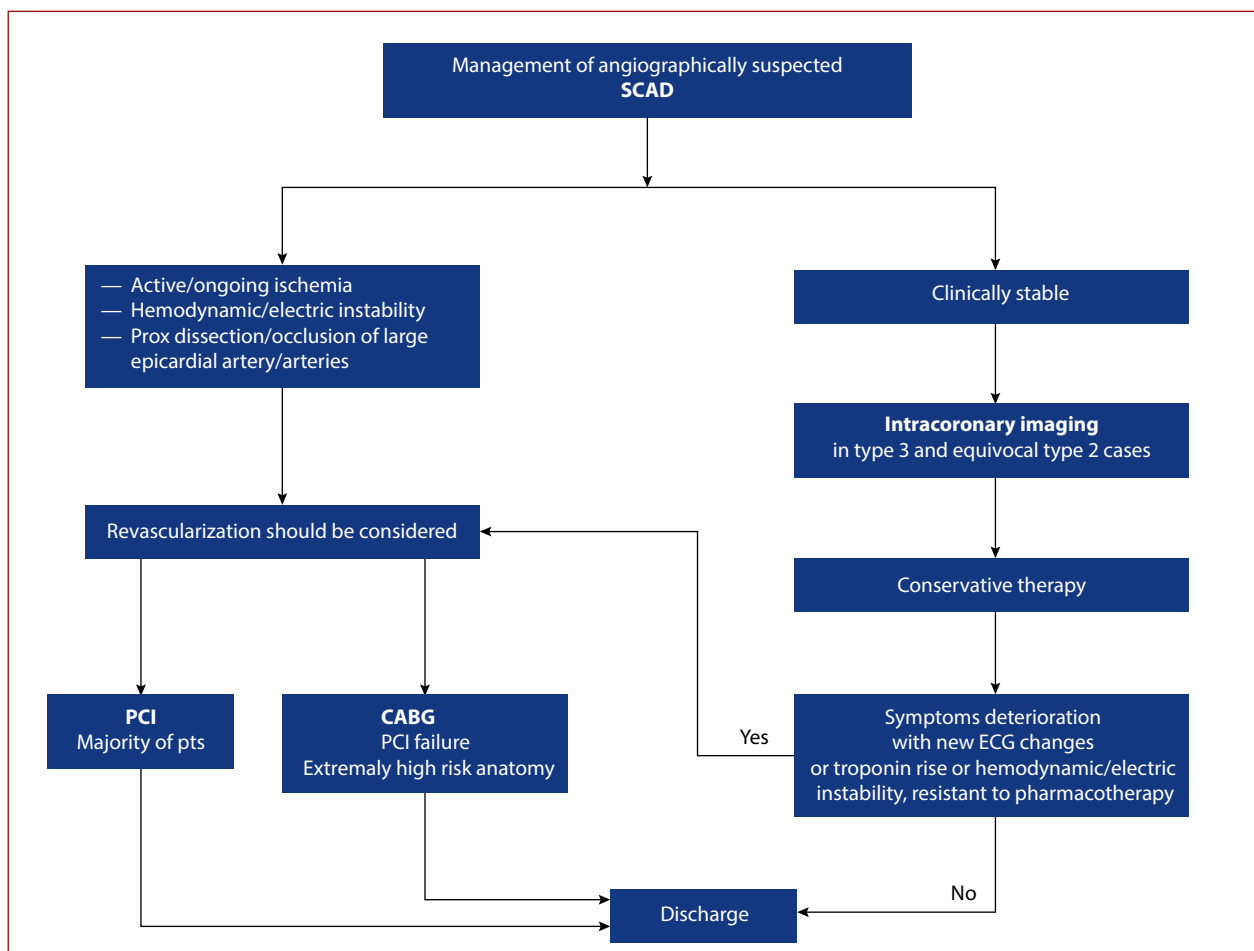 Management of angiographically suspected
SCAD
— Active/ongoing ischemia
— Hemodynamic/electric instability
— Prox dissection/occlusion of large
epicardial artery/arteries
Clinically stable
Intracoronary imaging
in type 3 and equivocal type 2 cases
Revascularization should be considered
Conservative therapy
PCI
Majority of pts
CABG
PCI failure
Extremaly high risk anatomy
Yes
Symptoms deterioration
with new ECG changes
or troponin rise or hemodynamic/electric
instability, resistant to pharmacotherapy
No
Discharge